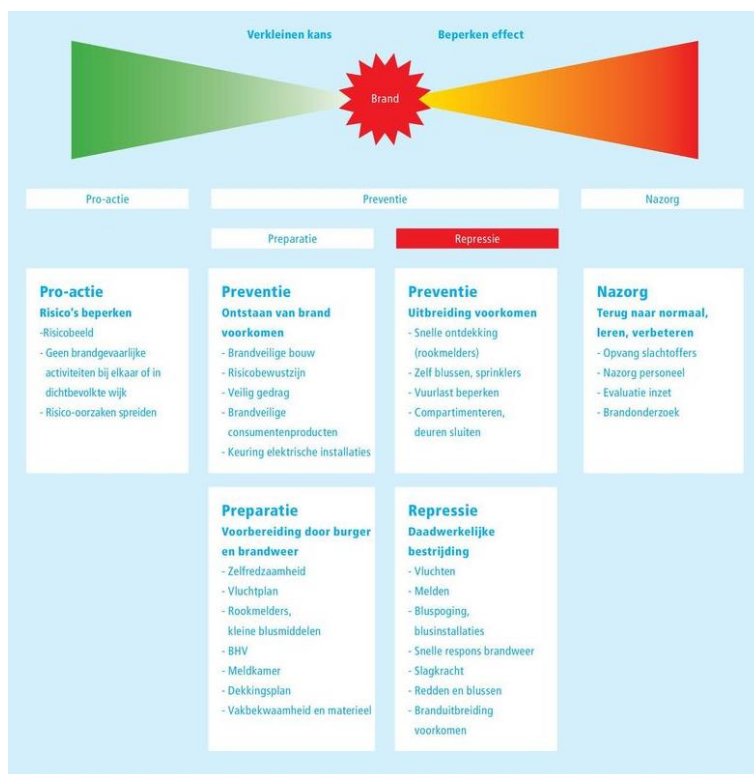 Verkleinen kans
Beperken effect
Brand
Pro-actie
Preventie
Nazorg
Preparatie
Repressie
Pro-actie
Risico's beperken
-Risicobeeld
- Geen brandgevaarlijke
activiteiten bij elkaar of in
dichtbevolkte wijk
- Risico-oorzaken spreiden
Preventie
Ontstaan van brand
voorkomen
- Brandveilige bouw
- Risicobewustzijn
- Veilig gedrag
- Brandveilige
consumentenproducten
- Keuring elektrische installaties
Preventie
Uitbreiding voorkomen
- Snelle ontdekking
(rookmelders)
- Zelf blussen, sprinklers
- Vuurlast beperken
- Compartimenteren,
deuren sluiten
Nazorg
Terug naar normaal,
leren, verbeteren
- Opvang slachtoffers
- Nazorg personeel
- Evaluatie inzet
- Brandonderzoek
Preparatie
Voorbereiding door burger
en brandweer
- Zelfredzaamheid
- Vluchtplan
- Rookmelders,
kleine blusmiddelen
- BHV
- Meldkamer
- Dekkingsplan
- Vakbekwaamheid en materieel
Repressie
Daadwerkelijke
bestrijding
- Vluchten
- Melden
- Bluspoging,
blusinstallaties
- Snelle respons brandweer
- Slagkracht
- Redden en blussen
- Branduitbreiding
voorkomen